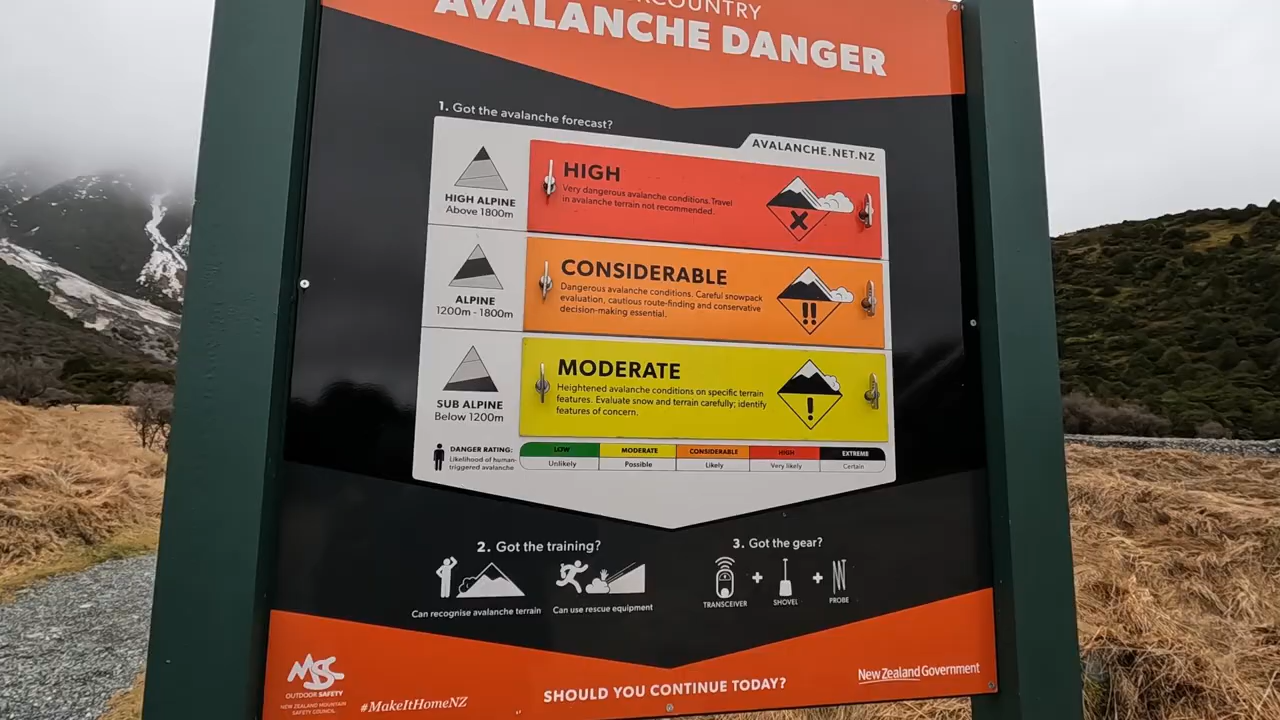 AVALANCHE DANGER
1. Got the avalanche forecast?
AVALANCHE.NET.NZ
HIGH ALPINE
Above 1800m
HIGH
Very dangerous avalanche conditions. Travel
in avalanche terrain not recommended.
ALPINE
1200m - 1800m
CONSIDERABLE
Dangerous avalanche conditions. Careful snowpack
evaluation, cautious route-finding and conservative
decision-making essential.
SUB ALPINE
Below 1200m
MODERATE
Heightened avalanche conditions on specific terrain
features. Evaluate snow and terrain carefully; identify
features of concern.
DANGER RATING:
Likelihood of human-
triggered avalanche
LOW MODERATE CONSIDERABLE HIGH EXTREME
Unlikely Possible Likely Very likely Certain
2. Got the training?
Can recognise avalanche terrain
Can use rescue equipment
3. Got the gear?
TRANSCEIVER + SHOVEL + PROBE
MSC
OUTDOOR SAFETY
NEW ZEALAND MOUNTAIN
SAFETY COUNCIL
#MakeItHomeNZ
SHOULD YOU CONTINUE TODAY?
New Zealand Government